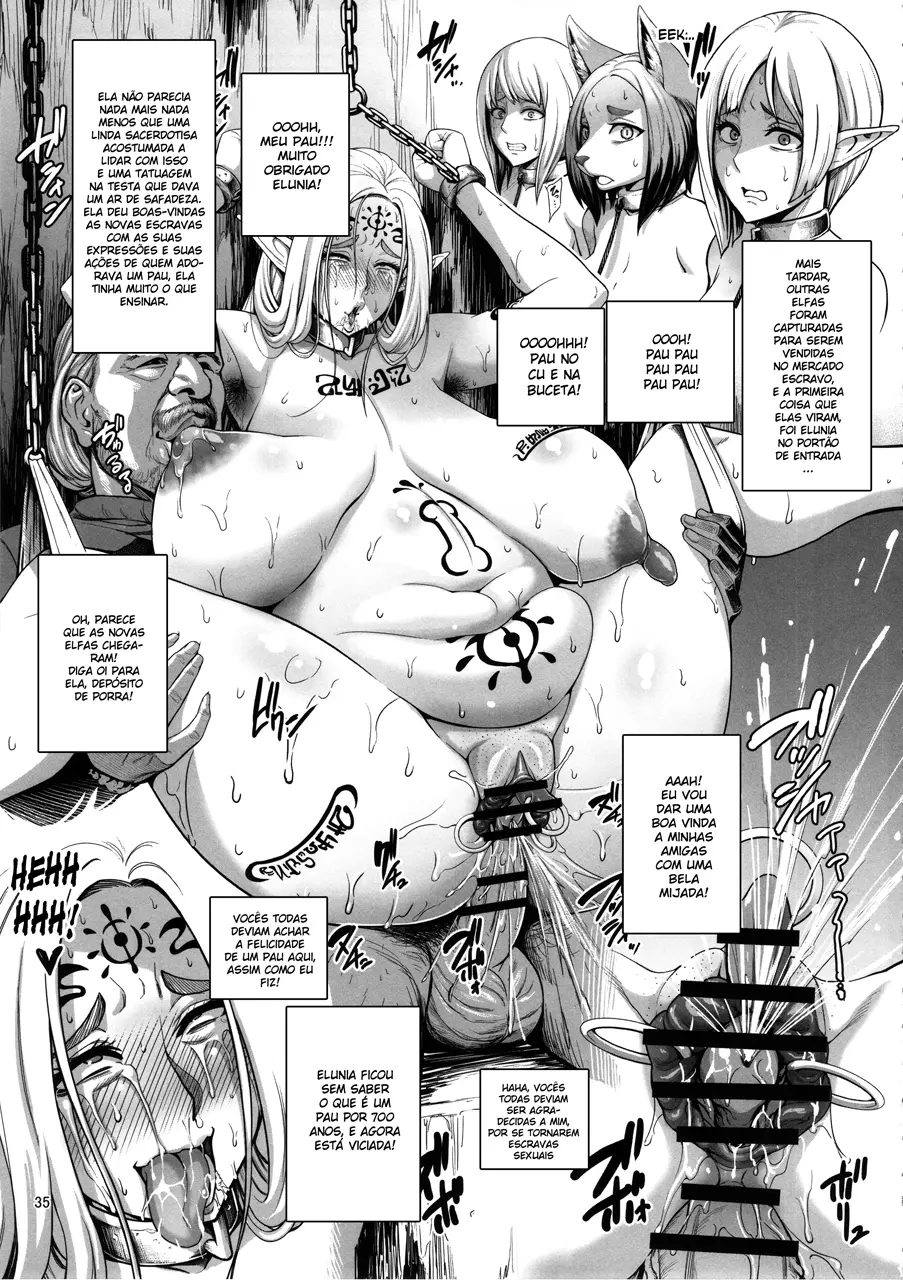 ELA NÃO PARECIA
NADA MAIS NADA
MENOS QUE UMA
LINDA SACERDOTISA
ACOSTUMADA A
LIDAR COM ISSO
E UMA TATUAGEM
NA TESTA QUE DAVA
UM AR DE SAFADEZA.
ELA DEU BOAS-VINDAS
AS NOVAS ESCRAVAS
COM AS SUAS
EXPRESSÕES E SUAS
AÇÕES DE QUEM ADO-
RAVA UM PAU, ELA
TINHA MUITO O QUE
ENSINAR.
OOOHH,
MEU PAU!!!
MUITO
OBRIGADO
ELUNIA!
EEK...
MAIS
TARDAR,
OUTRAS
ELFAS
FORAM
CAPTURADAS
PARA SEREM
VENDIDAS
NO MERCADO
ESCRAVO,
E A PRIMEIRA
COISA QUE
ELAS VIRAM,
FOI ELUNIA
NO PORTÃO
DE ENTRADA
...
OOOOHHH!
PAU NO
CU E NA
BUCETA!
OOOH!
PAU PAU
PAU PAU!
OH, PARECE
QUE AS NOVAS
ELFAS CHEGA-
RAM!
DIGA OI PARA
ELA, DEPÓSITO
DE PORRA!
AAAH!
EU VOU
DAR UMA
BOA VINDA
A MINHAS
AMIGAS
COM UMA
BELA
MIJADA!
HEHH
HHH!
VOCÊS TODAS
DEVIAM ACHAR
A FELICIDADE
DE UM PAU AQUI,
ASSIM COMO EU
FIZ!
ELUNIA FICOU
SEM SABER
O QUE É UM
PAU POR 700
ANOS, E AGORA
ESTÁ VICIADA!
HAHA, VOCÊS
TODAS DEVIAM
SER AGRA-
DECIDAS A MIM,
POR SE TORNAREM
ESCRAVAS
SEXUAIS
35